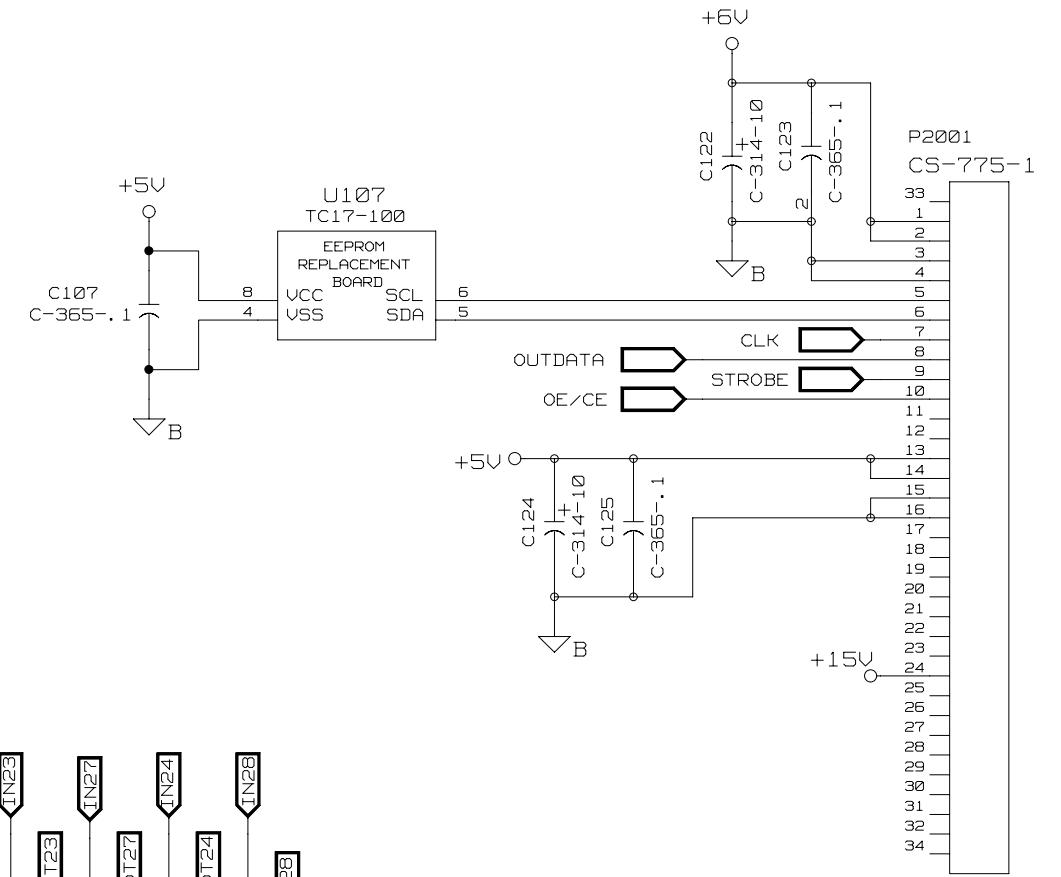 +6V
C122
+
C-314-10
C123
C-365-.1
2
B
P2001
CS-775-1
33
1
2
3
4
5
6
7
8
9
10
11
12
13
14
15
16
17
18
19
20
21
22
23
24
25
26
27
28
29
30
31
32
34
+5V
U107
TC17-100
EEPROM
REPLACEMENT
BOARD
C107
C-365-.1
8 VCC SCL 6
4 VSS SDA 5
B
CLK
OUTDATA
STROBE
OE/CE
+5V
C124
+
C-314-10
C125
C-365-.1
B
+15V
IN23
IN27
IN24
IN28